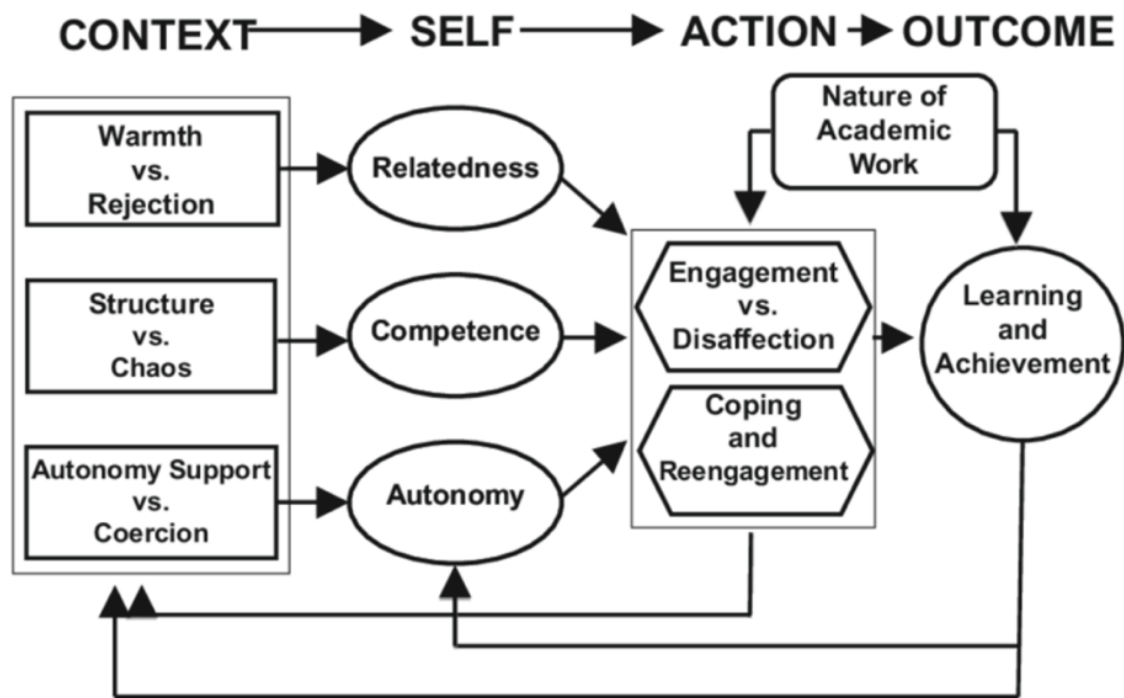 CONTEXT SELF ACTION OUTCOME
Nature of
Academic
Work
Warmth
vs.
Rejection
Relatedness
Structure
vs.
Chaos
Competence
Engagement
vs.
Disaffection
Learning
and
Achievement
Coping
and
Reengagement
Autonomy Support
vs.
Coercion
Autonomy